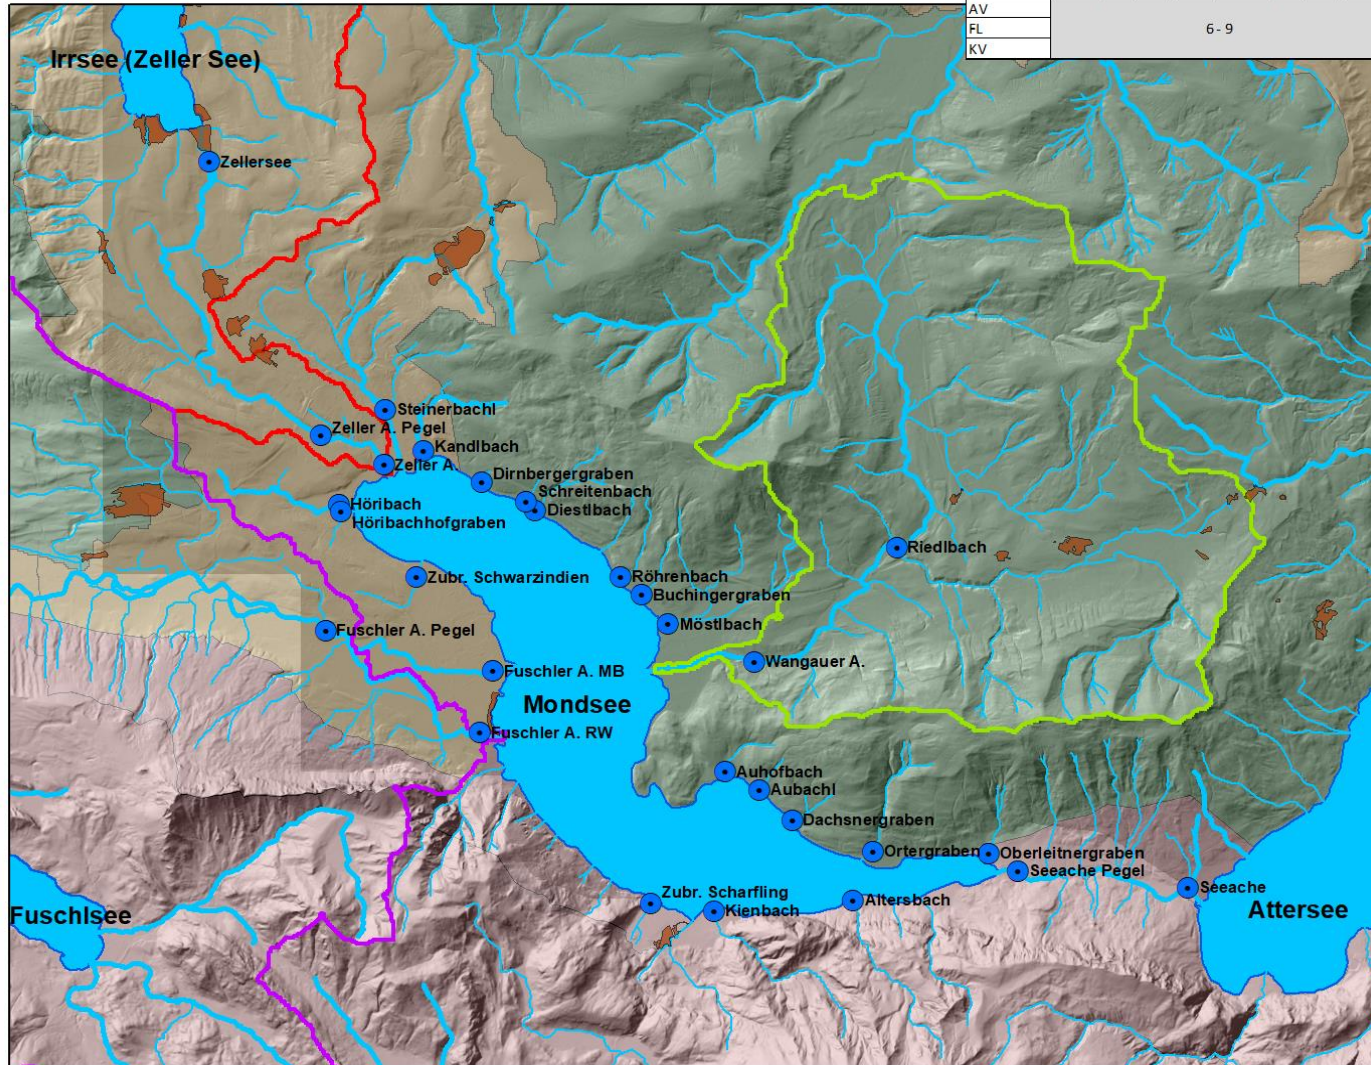 AV
FL
6 - 9
KV
Irrsee (Zeller See)
Zellersee
Steinerbachl
Zeller A. Pegel
Kandlbach
Zeller A.
Dirnbergergraben
Schreitenbach
Höribach
Diestlbach
Höribachhofgraben
Riedlbach
Zubr. Schwarzindien
Röhrenbach
Buchingergraben
Fuschler A. Pegel
Möstlbach
Wangauer A.
Fuschler A. MB
Mondsee
Fuschler A. RW
Auhofbach
Aubachl
Dachsnergraben
Ortergraben
Oberleitnergraben
Seeache Pegel
Seeache
Zubr. Scharfling
Altersbach
Kienbach
Fuschlsee
Attersee